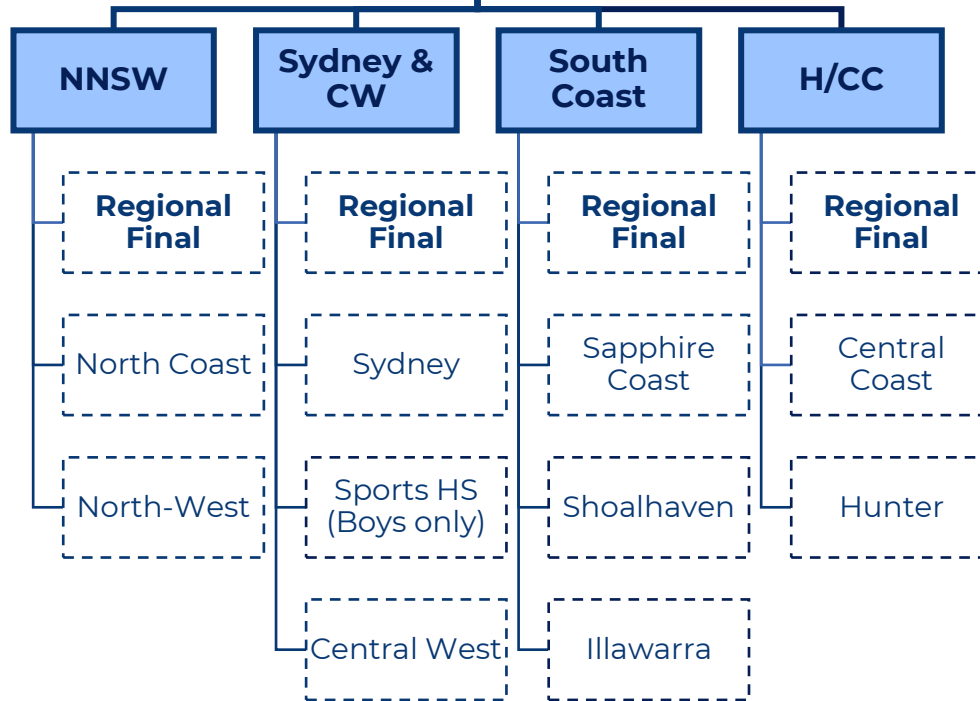 NNSW
Sydney &
CW
South
Coast
H/CC
Regional
Final
Regional
Final
Regional
Final
Regional
Final
North Coast
Sydney
Sapphire
Coast
Central
Coast
North-West
Sports HS
(Boys only)
Shoalhaven
Hunter
Central West
Illawarra